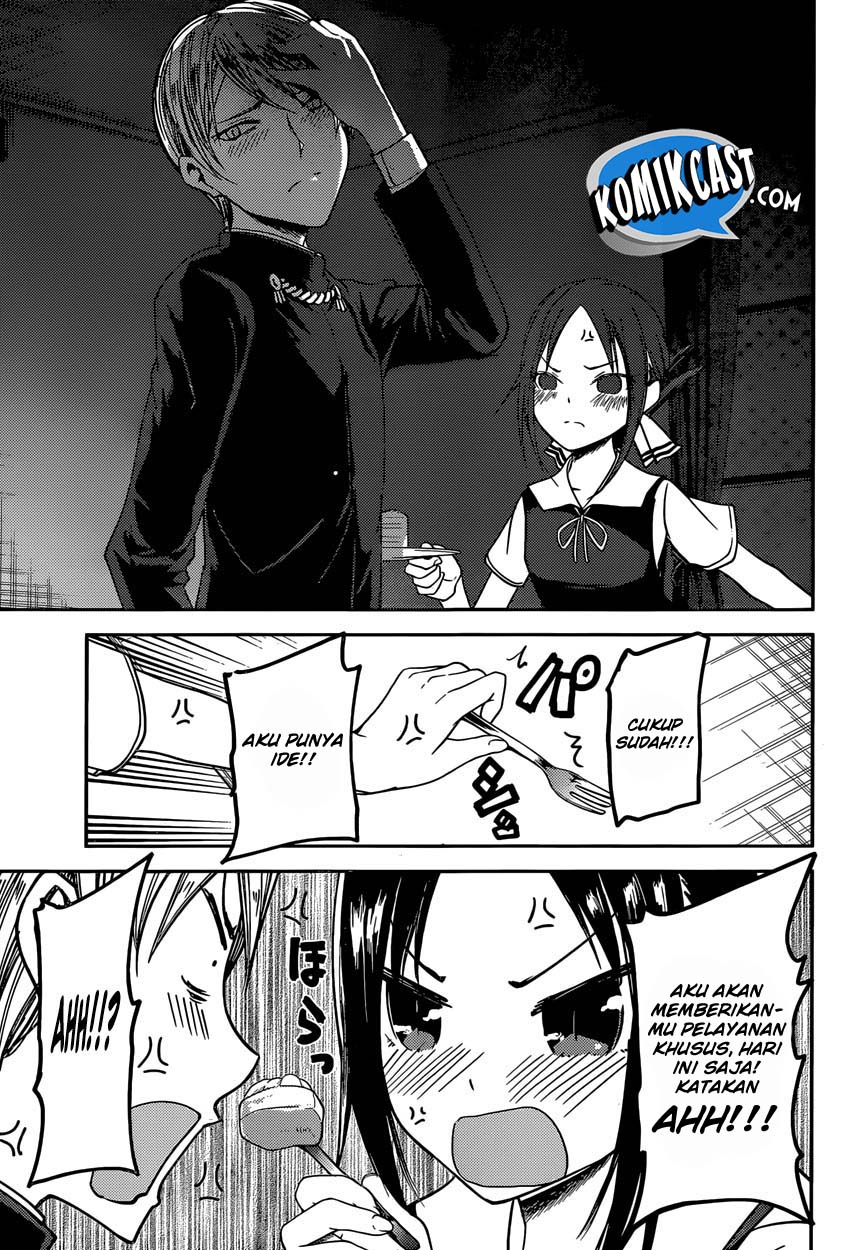 KOMIKCAST
.COM
CUKUP
SUDAH!!!
パ
AKU PUNYA
IDE!!
AKU AKAN
MEMBERIKAN-
MU PELAYANAN
KHUSUS, HARI
INI SAJA!
KATAKAN
AHH!!!
ほらっ
AHH!!!?